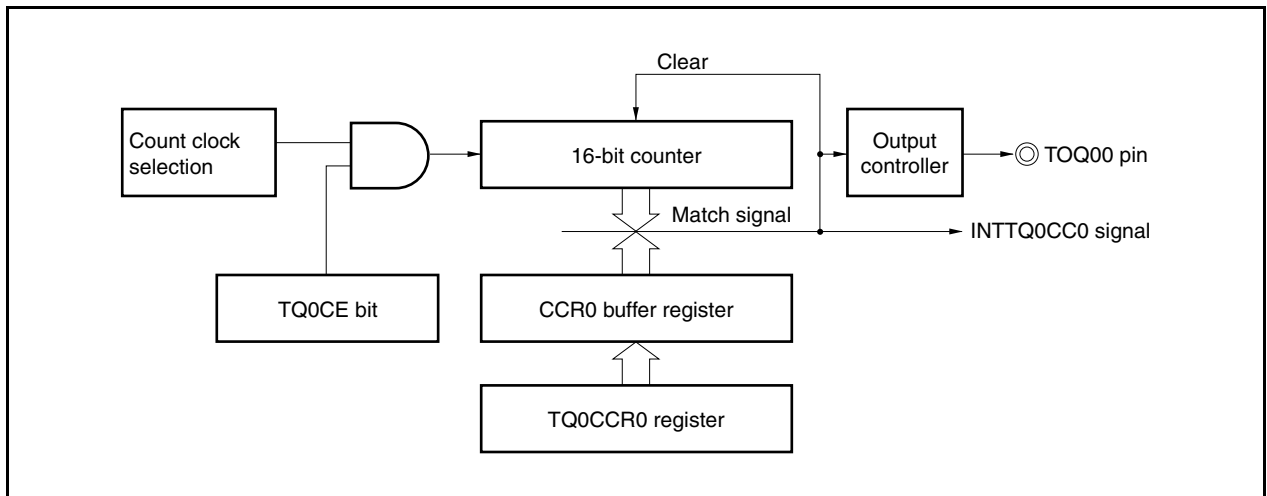 Clear
Count clock
selection
16-bit counter
Output
controller
TOQ00 pin
Match signal
INTTQ0CC0 signal
TQ0CE bit
CCR0 buffer register
TQ0CCR0 register